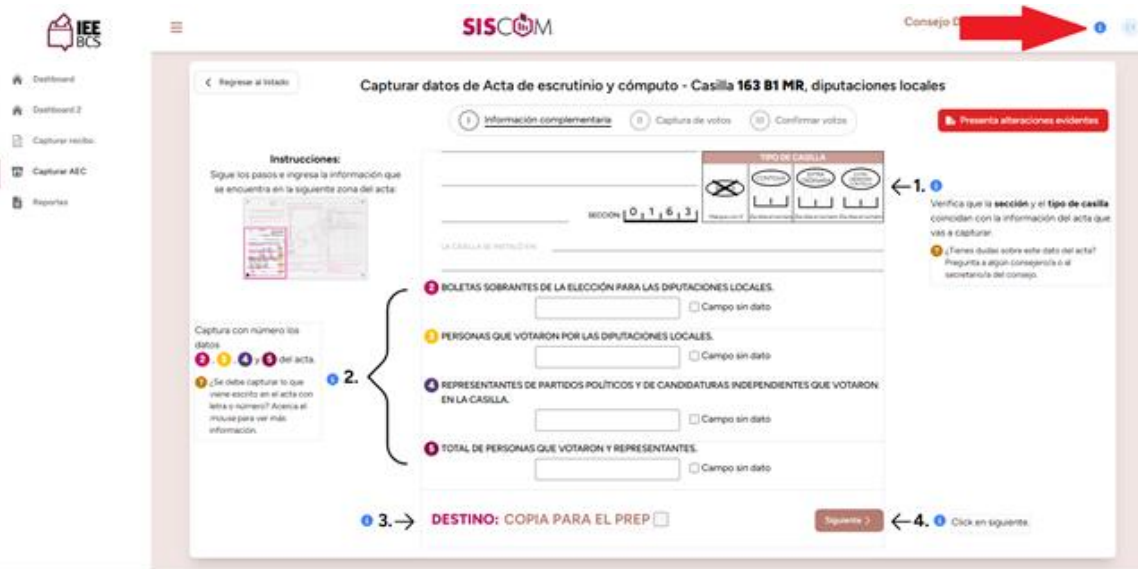 IEE
BCS
SISCOM
Consejo D
Dashboard
Dashboard 2
Capturar recibo
Capturar AEC
Reportes
Regresar al listado
Capturar datos de Acta de escrutinio y cómputo - Casilla 163 B1 MR, diputaciones locales
I Información complementaria
II Captura de votos
III Confirmar votos
Presenta alteraciones evidentes
Instrucciones:
Sigue los pasos e ingresa la información que
se encuentra en la siguiente zona del acta:
TIPO DE CASILLA
CONTIGUA
SECCIÓN 0 1 6 3
LA CASILLA SE INSTALÓ EN:
1.
Verifica que la sección y el tipo de casilla
coincidan con la información del acta que
vas a capturar.
¿Tienes dudas sobre este dato del acta?
Pregunta a algún consejero/a o al
secretario/a del consejo.
Captura con número los
datos
2, 3, 4 y 5 del acta.
¿Se debe capturar lo que
viene escrito en el acta con
letra o número? Acerca el
mouse para ver más
información.
2.
2 BOLETAS SOBRANTES DE LA ELECCIÓN PARA LAS DIPUTACIONES LOCALES.
Campo sin dato
3 PERSONAS QUE VOTARON POR LAS DIPUTACIONES LOCALES.
Campo sin dato
4 REPRESENTANTES DE PARTIDOS POLÍTICOS Y DE CANDIDATURAS INDEPENDIENTES QUE VOTARON
EN LA CASILLA.
Campo sin dato
5 TOTAL DE PERSONAS QUE VOTARON Y REPRESENTANTES.
Campo sin dato
3.
DESTINO: COPIA PARA EL PREP
Siguiente
4.
Click en siguiente.